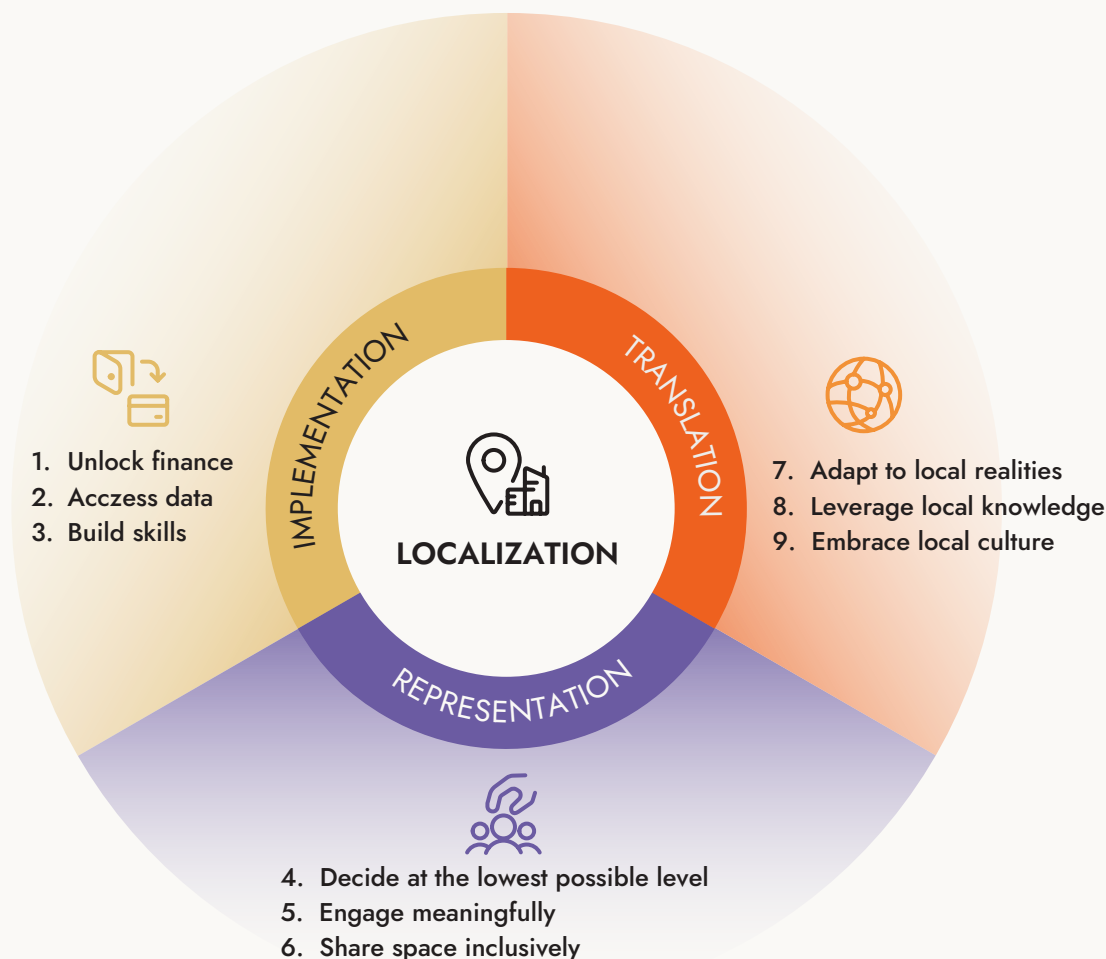 IMPLEMENTATION
1. Unlock finance
2. Acczess data
3. Build skills
LOCALIZATION
TRANSLATION
7. Adapt to local realities
8. Leverage local knowledge
9. Embrace local culture
REPRESENTATION
4. Decide at the lowest possible level
5. Engage meaningfully
6. Share space inclusively